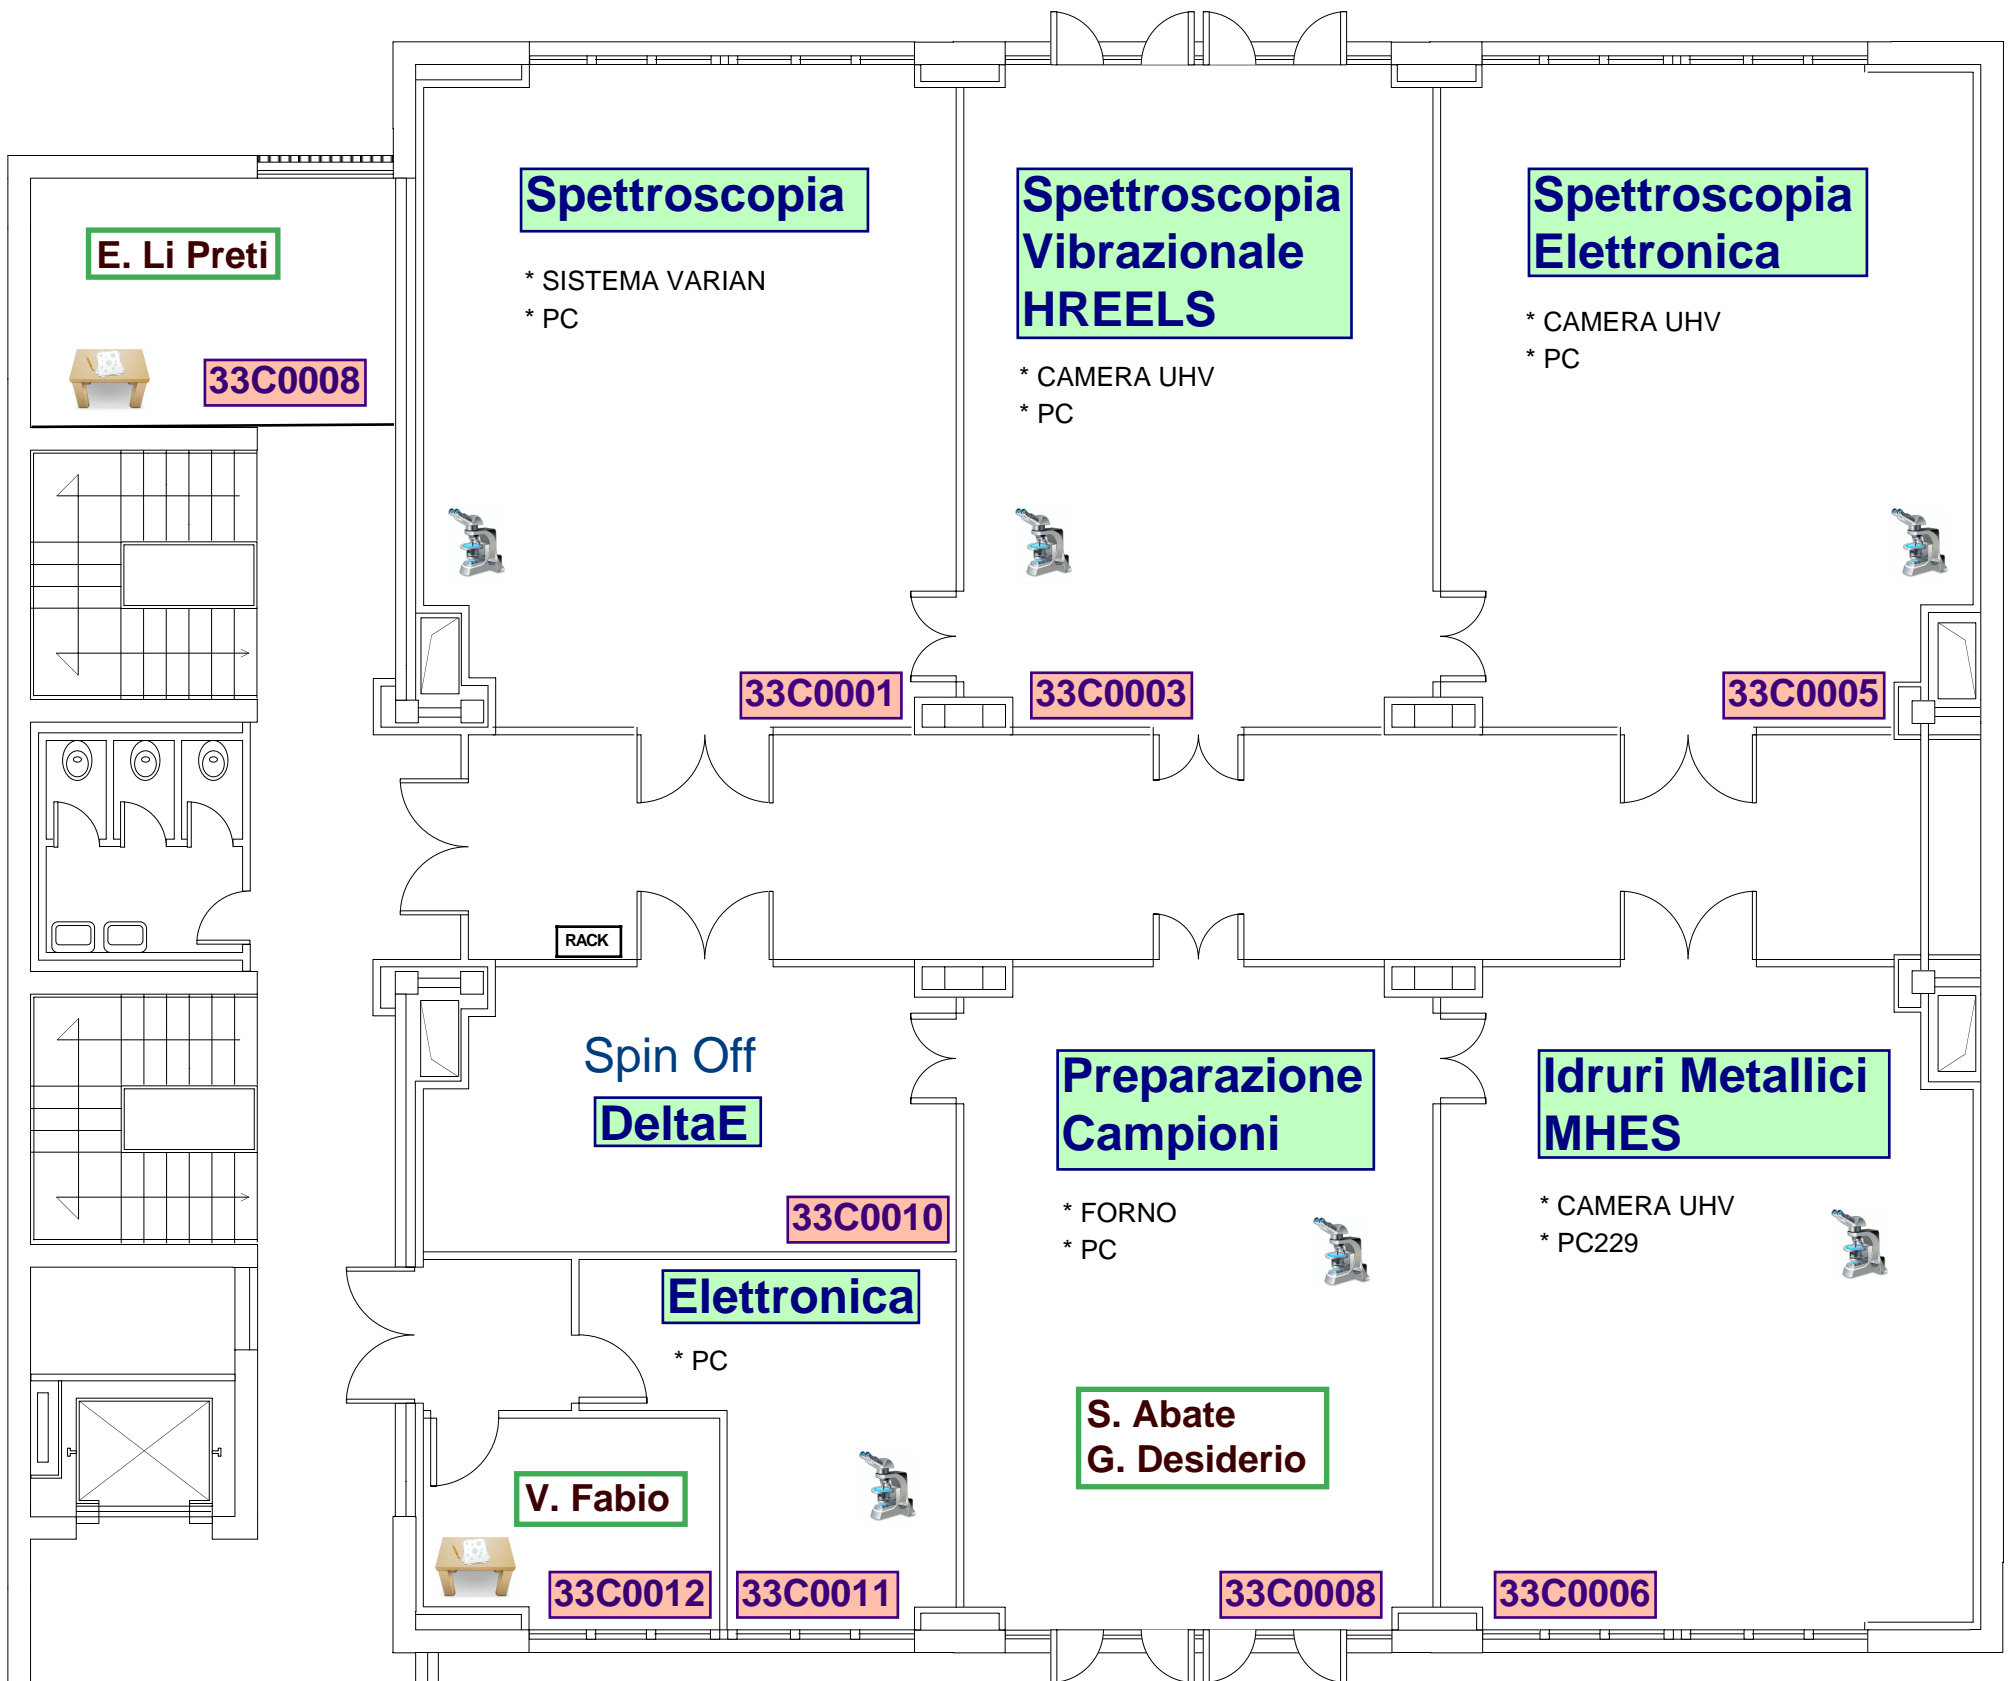 E. Li Preti
33C0008
Spettroscopia
* SISTEMA VARIAN
* PC
33C0001
Spettroscopia
Vibrazionale
HREELS
* CAMERA UHV
* PC
33C0003
Spettroscopia
Elettronica
* CAMERA UHV
* PC
33C0005
RACK
Spin Off
DeltaE
33C0010
Elettronica
* PC
33C0011
V. Fabio
33C0012
Preparazione
Campioni
* FORNO
* PC
S. Abate
G. Desiderio
33C0008
Idruri Metallici
MHES
* CAMERA UHV
* PC229
33C0006